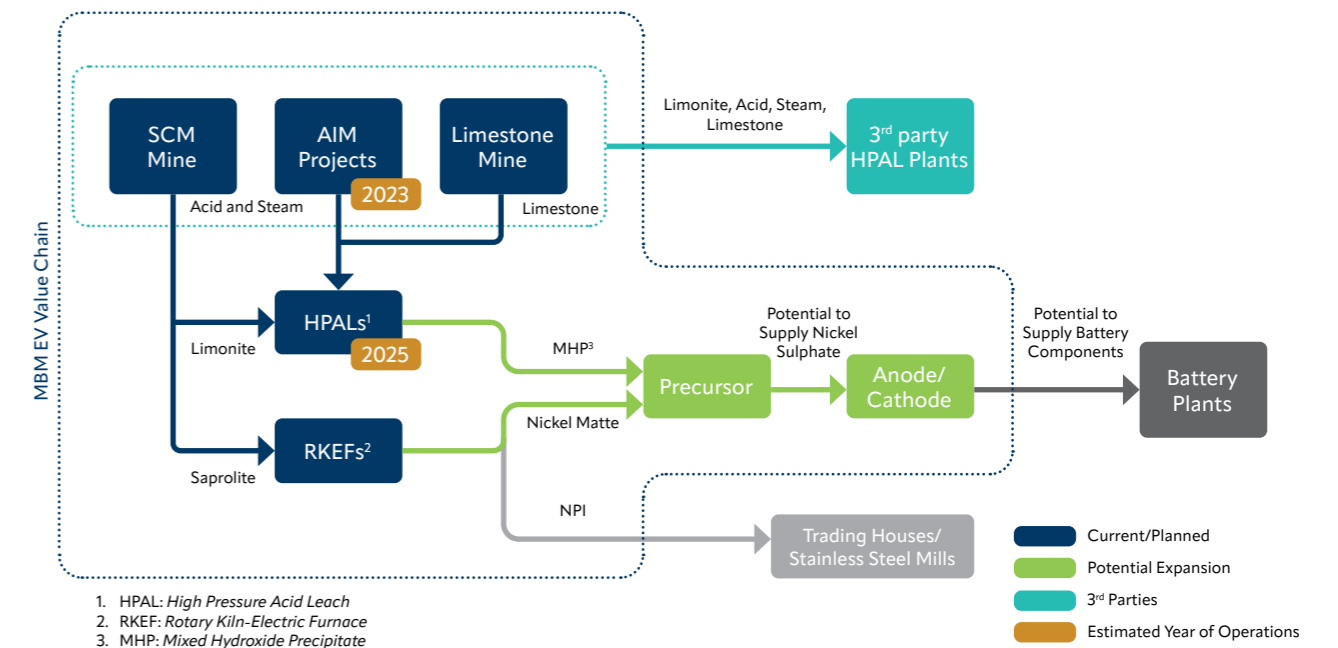 MBM EV Value Chain
SCM
Mine
AIM
Projects
2023
Limestone
Mine
Limonite, Acid, Steam,
Limestone
3rd party
HPAL Plants
Acid and Steam
Limestone
HPALs1
2025
Limonite
MHP3
Precursor
Potential to
Supply Nickel
Sulphate
Anode/
Cathode
Potential to
Supply Battery
Components
Battery
Plants
Nickel Matte
RKEFs2
Saprolite
NPI
Trading Houses/
Stainless Steel Mills
Current/Planned
Potential Expansion
3rd Parties
Estimated Year of Operations
1. HPAL: High Pressure Acid Leach
2. RKEF: Rotary Kiln-Electric Furnace
3. MHP: Mixed Hydroxide Precipitate